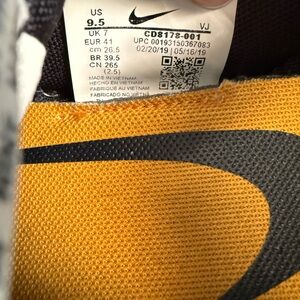 US
9.5
VJ
UK 7
CD8178-001
EUR 41
UPC 00193150367083
cm 26.5
02/20/19 | 05/16/19
BR 39.5
CN 265
(2.5)
MADE IN VIETNAM
HECHO EN VIETNAM
FABRIQUÉ AU VIETNAM
FABRICADO NO VIETNAM